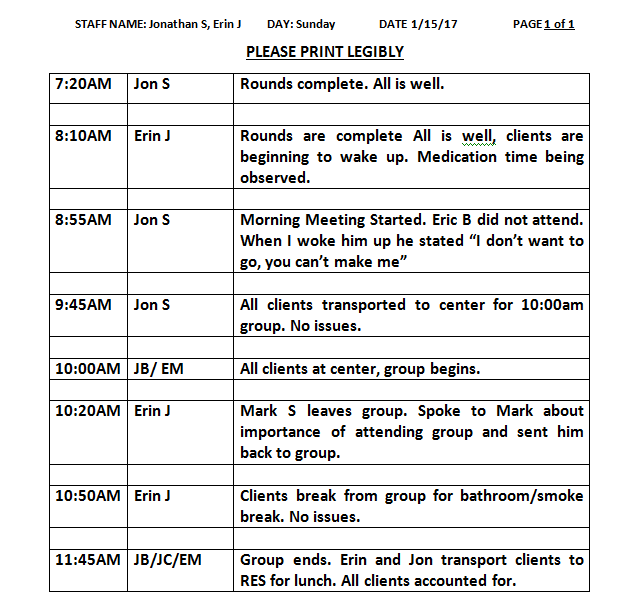 STAFF NAME: Jonathan S, Erin J DAY: Sunday DATE 1/15/17 PAGE 1 of 1
PLEASE PRINT LEGIBLY
7:20AM Jon S Rounds complete. All is well.
8:10AM Erin J Rounds are complete All is well, clients are
beginning to wake up. Medication time being
observed.
8:55AM Jon S Morning Meeting Started. Eric B did not attend.
When I woke him up he stated “I don’t want to
go, you can’t make me”
9:45AM Jon S All clients transported to center for 10:00am
group. No issues.
10:00AM JB/ EM All clients at center, group begins.
10:20AM Erin J Mark S leaves group. Spoke to Mark about
importance of attending group and sent him
back to group.
10:50AM Erin J Clients break from group for bathroom/smoke
break. No issues.
11:45AM JB/JC/EM Group ends. Erin and Jon transport clients to
RES for lunch. All clients accounted for.